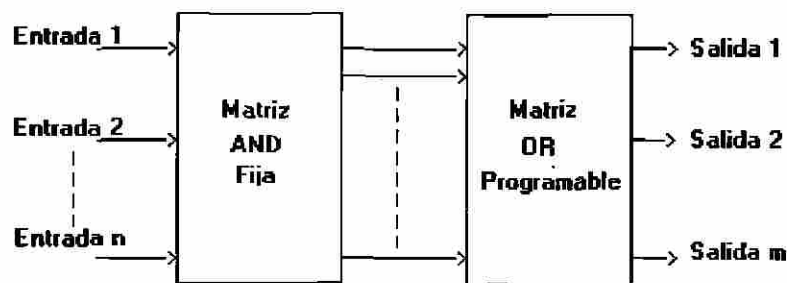 Entrada 1
Entrada 2
Entrada n
Matriz
AND
Fija
Matriz
OR
Programable
Salida 1
Salida 2
Salida m